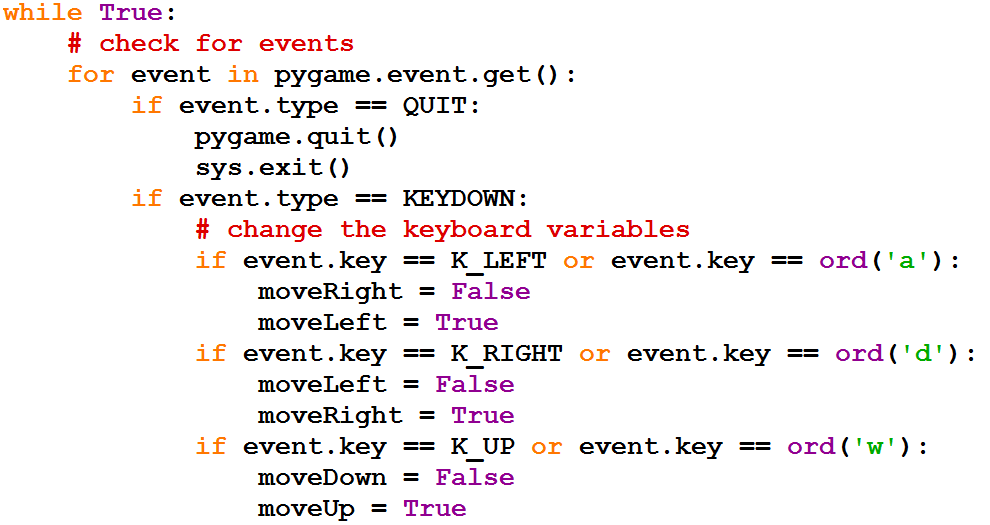 while True:
    # check for events
    for event in pygame.event.get():
        if event.type == QUIT:
            pygame.quit()
            sys.exit()
        if event.type == KEYDOWN:
            # change the keyboard variables
            if event.key == K_LEFT or event.key == ord('a'):
                moveRight = False
                moveLeft = True
            if event.key == K_RIGHT or event.key == ord('d'):
                moveLeft = False
                moveRight = True
            if event.key == K_UP or event.key == ord('w'):
                moveDown = False
                moveUp = True